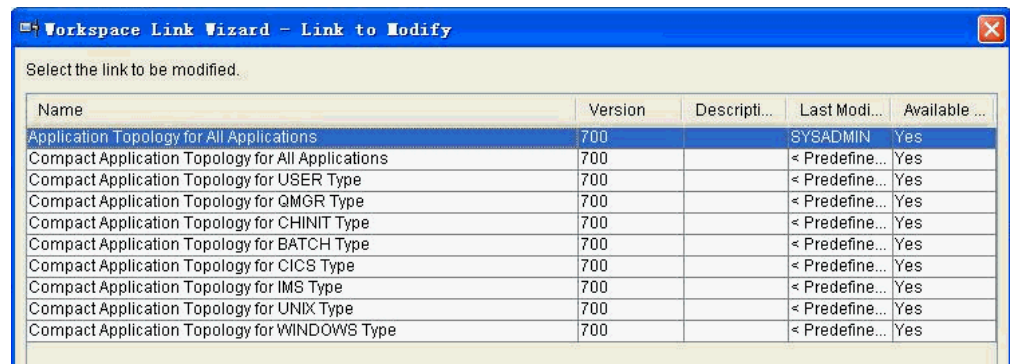 Workspace Link Wizard - Link to Modify
Select the link to be modified.
Name Version Descripti... Last Modi... Available ...
Application Topology for All Applications 700 SYSADMIN Yes
Compact Application Topology for All Applications 700 < Predefine... Yes
Compact Application Topology for USER Type 700 < Predefine... Yes
Compact Application Topology for QMGR Type 700 < Predefine... Yes
Compact Application Topology for CHINIT Type 700 < Predefine... Yes
Compact Application Topology for BATCH Type 700 < Predefine... Yes
Compact Application Topology for CICS Type 700 < Predefine... Yes
Compact Application Topology for IMS Type 700 < Predefine... Yes
Compact Application Topology for UNIX Type 700 < Predefine... Yes
Compact Application Topology for WINDOWS Type 700 < Predefine... Yes